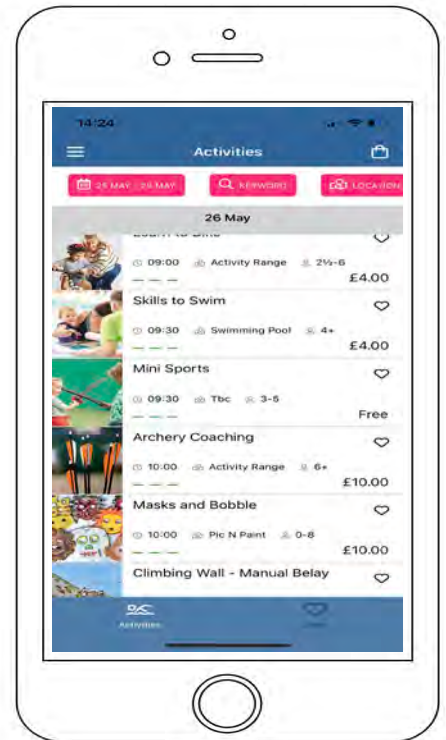 14:24
Activities
25 MAY - 29 MAY KEYWORD LOCATION
26 May
Learn to
09:00 Activity Range 2½-6
£4.00
Skills to Swim
09:30 Swimming Pool 4+
£4.00
Mini Sports
09:30 Tbc 3-5
Free
Archery Coaching
10:00 Activity Range 6+
£10.00
Masks and Bobble
10:00 Pic N Paint 0-8
£10.00
Climbing Wall - Manual Belay
Activities